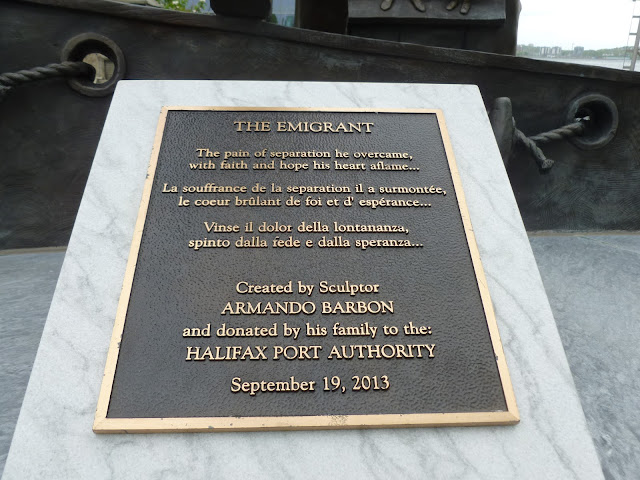 THE EMIGRANT
The pain of separation he overcame,
with faith and hope his heart aflame...
La souffrance de la separation il a surmontée,
le coeur brûlant de foi et d' espérance...
Vinse il dolor della lontananza,
spinto dalla fede e dalla speranza...
Created by Sculptor
ARMANDO BARBON
and donated by his family to the:
HALIFAX PORT AUTHORITY
September 19, 2013